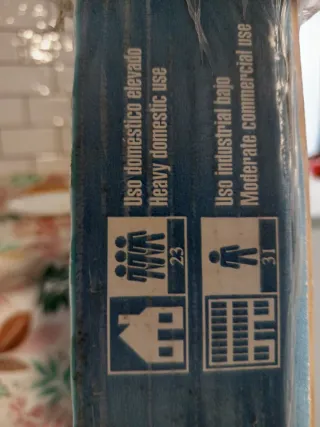 Uso doméstico elevado
Heavy domestic use
23
Uso industrial bajo
Moderate commercial use
31